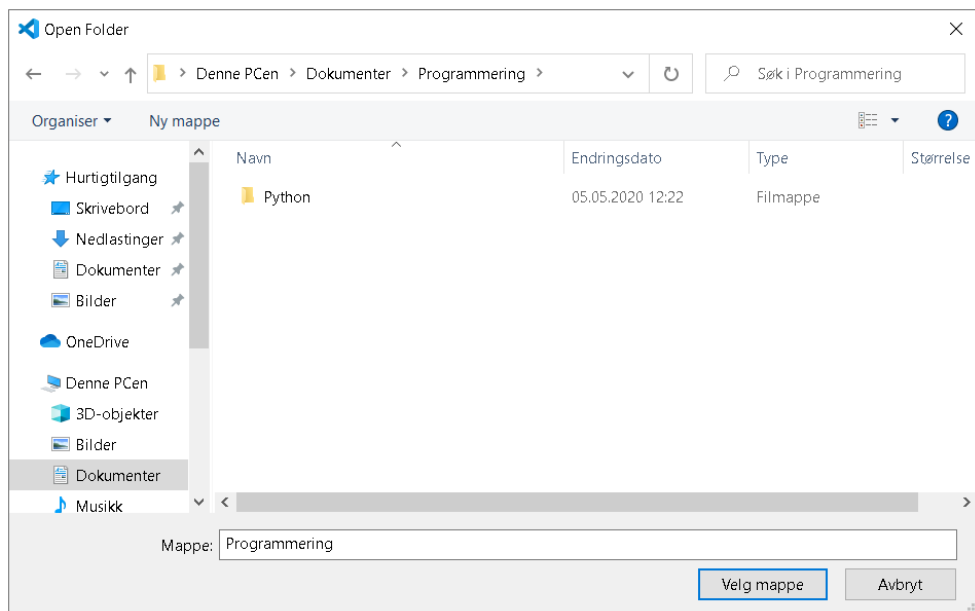 Open Folder
Denne PCen > Dokumenter > Programmering >
Søk i Programmering
Organiser
Ny mappe
Navn
Endringsdato
Type
Størrelse
Python
05.05.2020 12:22
Filmappe
Hurtigtilgang
Skrivebord
Nedlastinger
Dokumenter
Bilder
OneDrive
Denne PCen
3D-objekter
Bilder
Dokumenter
Musikk
Mappe: Programmering
Velg mappe
Avbryt